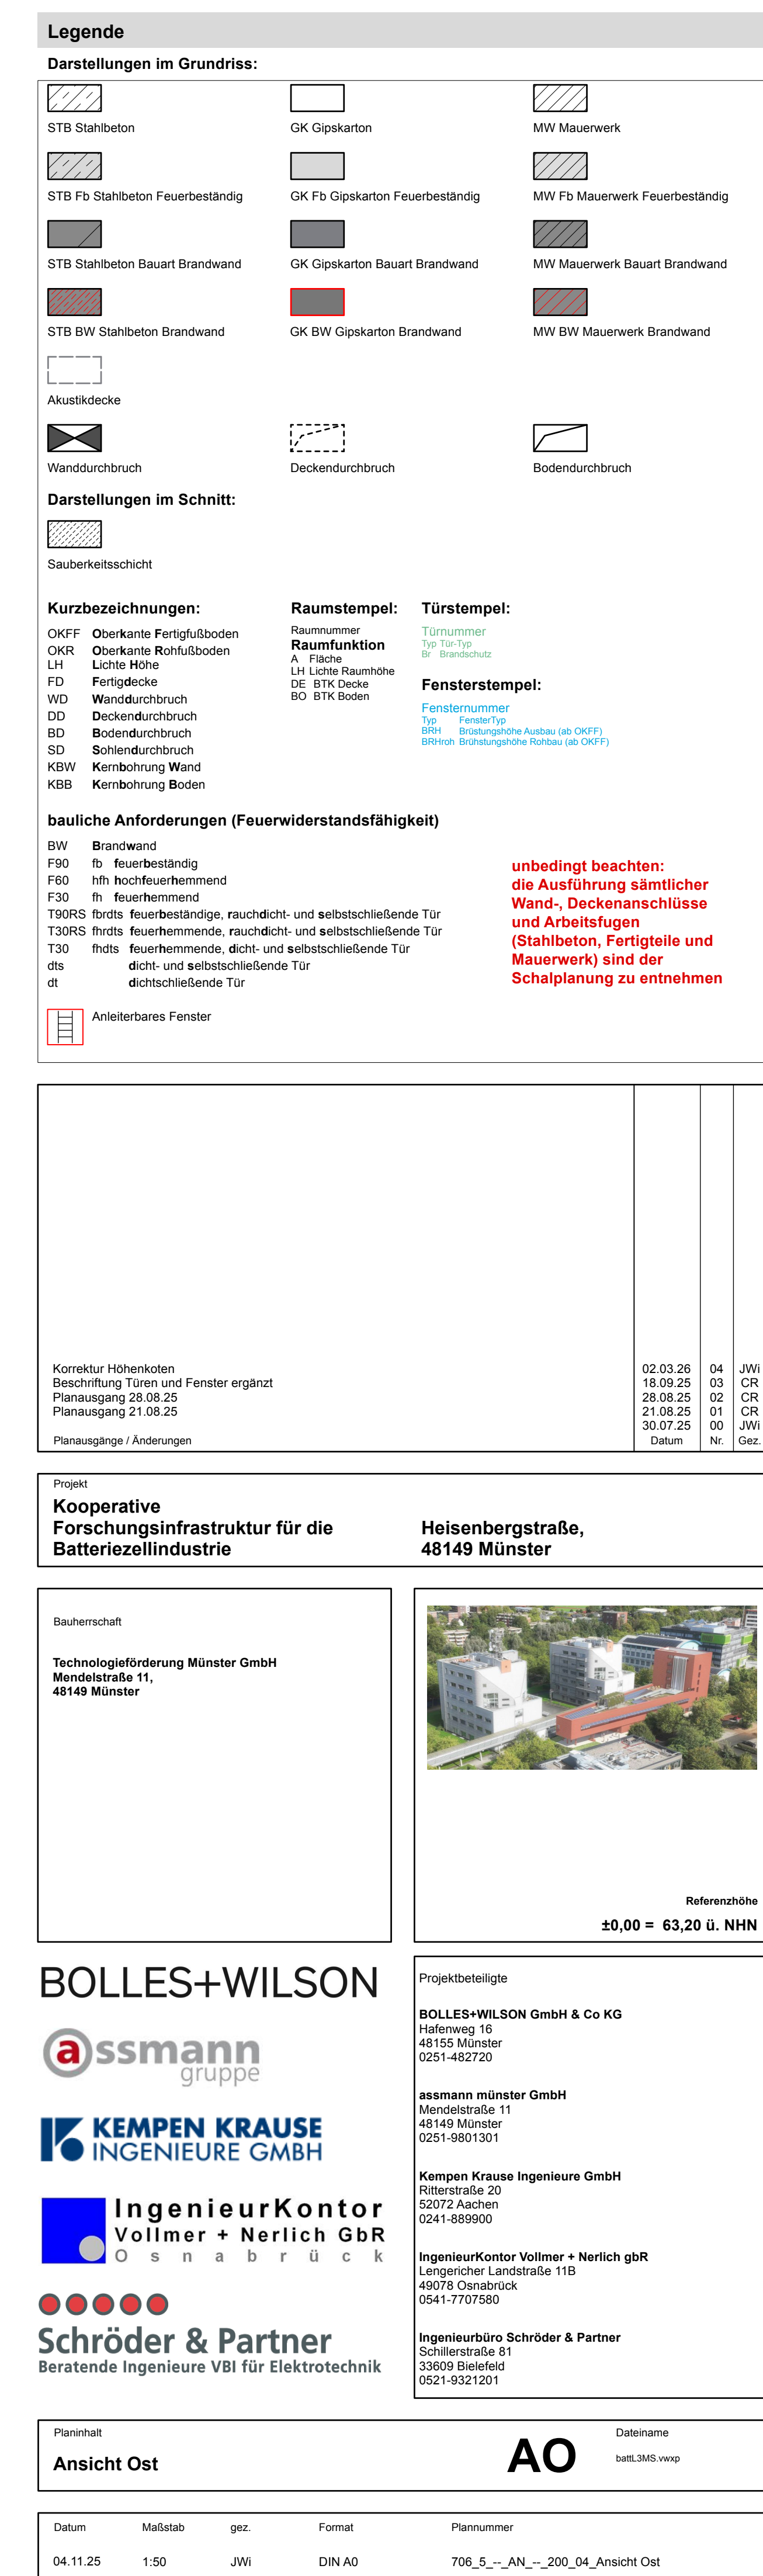 Legende
Darstellungen im Grundriss:
STB Stahlbeton
GK Gipskarton
MW Mauerwerk
STB Fb Stahlbeton Feuerbeständig
GK Fb Gipskarton Feuerbeständig
MW Fb Mauerwerk Feuerbeständig
STB Stahlbeton Bauart Brandwand
GK Gipskarton Bauart Brandwand
MW Mauerwerk Bauart Brandwand
STB BW Stahlbeton Brandwand
GK BW Gipskarton Brandwand
MW BW Mauerwerk Brandwand
Akustikdecke
Wanddurchbruch
Deckendurchbruch
Bodendurchbruch
Darstellungen im Schnitt:
Sauberkeitsschicht
Kurzbezeichnungen:
OKFF Oberkante Fertigfußboden
OKR Oberkante Rohfußboden
LH Lichte Höhe
FD Fertigdecke
WD Wanddurchbruch
DD Deckendurchbruch
BD Bodendurchbruch
SD Sohlendurchbruch
KBW Kernbohrung Wand
KBB Kernbohrung Boden
Raumstempel:
Raumnummer
Raumfunktion
A Fläche
LH Lichte Raumhöhe
DE BTK Decke
BO BTK Boden
Türstempel:
Türnummer
Typ Tür-Typ
Br Brandschutz
Fensterstempel:
Fensternummer
Typ FensterTyp
BRH Brüstungshöhe Ausbau (ab OKFF)
BRHroh Brühstungshöhe Rohbau (ab OKFF)
bauliche Anforderungen (Feuerwiderstandsfähigkeit)
BW Brandwand
F90 fb feuerbeständig
F60 hfh hochfeuerhemmend
F30 fh feuerhemmend
T90RS fbrdts feuerbeständige, rauchdicht- und selbstschließende Tür
T30RS fhrdts feuerhemmende, rauchdicht- und selbstschließende Tür
T30 fhdts feuerhemmende, dicht- und selbstschließende Tür
dts dicht- und selbstschließende Tür
dt dichtschließende Tür
Anleiterbares Fenster
unbedingt beachten:
die Ausführung sämtlicher
Wand-, Deckenanschlüsse
und Arbeitsfugen
(Stahlbeton, Fertigteile und
Mauerwerk) sind der
Schalplanung zu entnehmen
Korrektur Höhenkoten 02.03.26 04 JWi
Beschriftung Türen und Fenster ergänzt 18.09.25 03 CR
Planausgang 28.08.25 28.08.25 02 CR
Planausgang 21.08.25 21.08.25 01 CR
30.07.25 00 JWi
Planausgänge / Änderungen Datum Nr. Gez.
Projekt
Kooperative
Forschungsinfrastruktur für die
Batteriezellindustrie
Heisenbergstraße,
48149 Münster
Bauherrschaft
Technologieförderung Münster GmbH
Mendelstraße 11,
48149 Münster
Referenzhöhe
±0,00 = 63,20 ü. NHN
BOLLES+WILSON
assmann
gruppe
KEMPEN KRAUSE
INGENIEURE GMBH
IngenieurKontor
Vollmer + Nerlich GbR
Osnabrück
Schröder & Partner
Beratende Ingenieure VBI für Elektrotechnik
Projektbeteiligte
BOLLES+WILSON GmbH & Co KG
Hafenweg 16
48155 Münster
0251-482720
assmann münster GmbH
Mendelstraße 11
48149 Münster
0251-9801301
Kempen Krause Ingenieure GmbH
Ritterstraße 20
52072 Aachen
0241-889900
IngenieurKontor Vollmer + Nerlich gbR
Lengericher Landstraße 11B
49078 Osnabrück
0541-7707580
Ingenieurbüro Schröder & Partner
Schillerstraße 81
33609 Bielefeld
0521-9321201
Planinhalt
Ansicht Ost
AO
Dateiname
battL3MS.vwxp
Datum Maßstab gez. Format Plannummer
04.11.25 1:50 JWi DIN A0 706_5_--_AN_--_200_04_Ansicht Ost